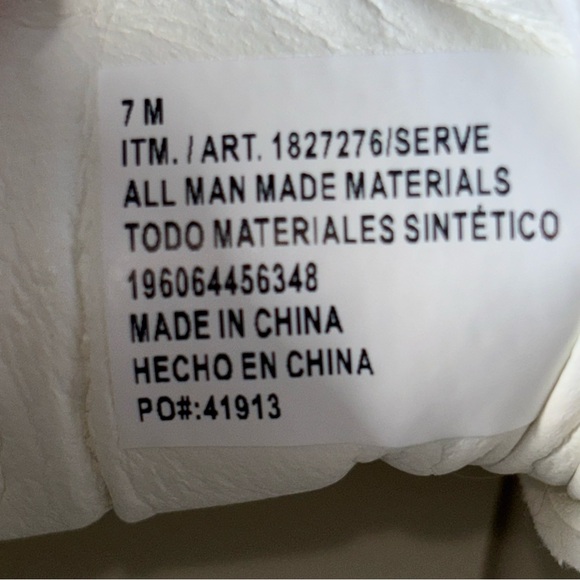 7 M
ITM. / ART. 1827276/SERVE
ALL MAN MADE MATERIALS
TODO MATERIALES SINTÉTICO
196064456348
MADE IN CHINA
HECHO EN CHINA
PO#:41913